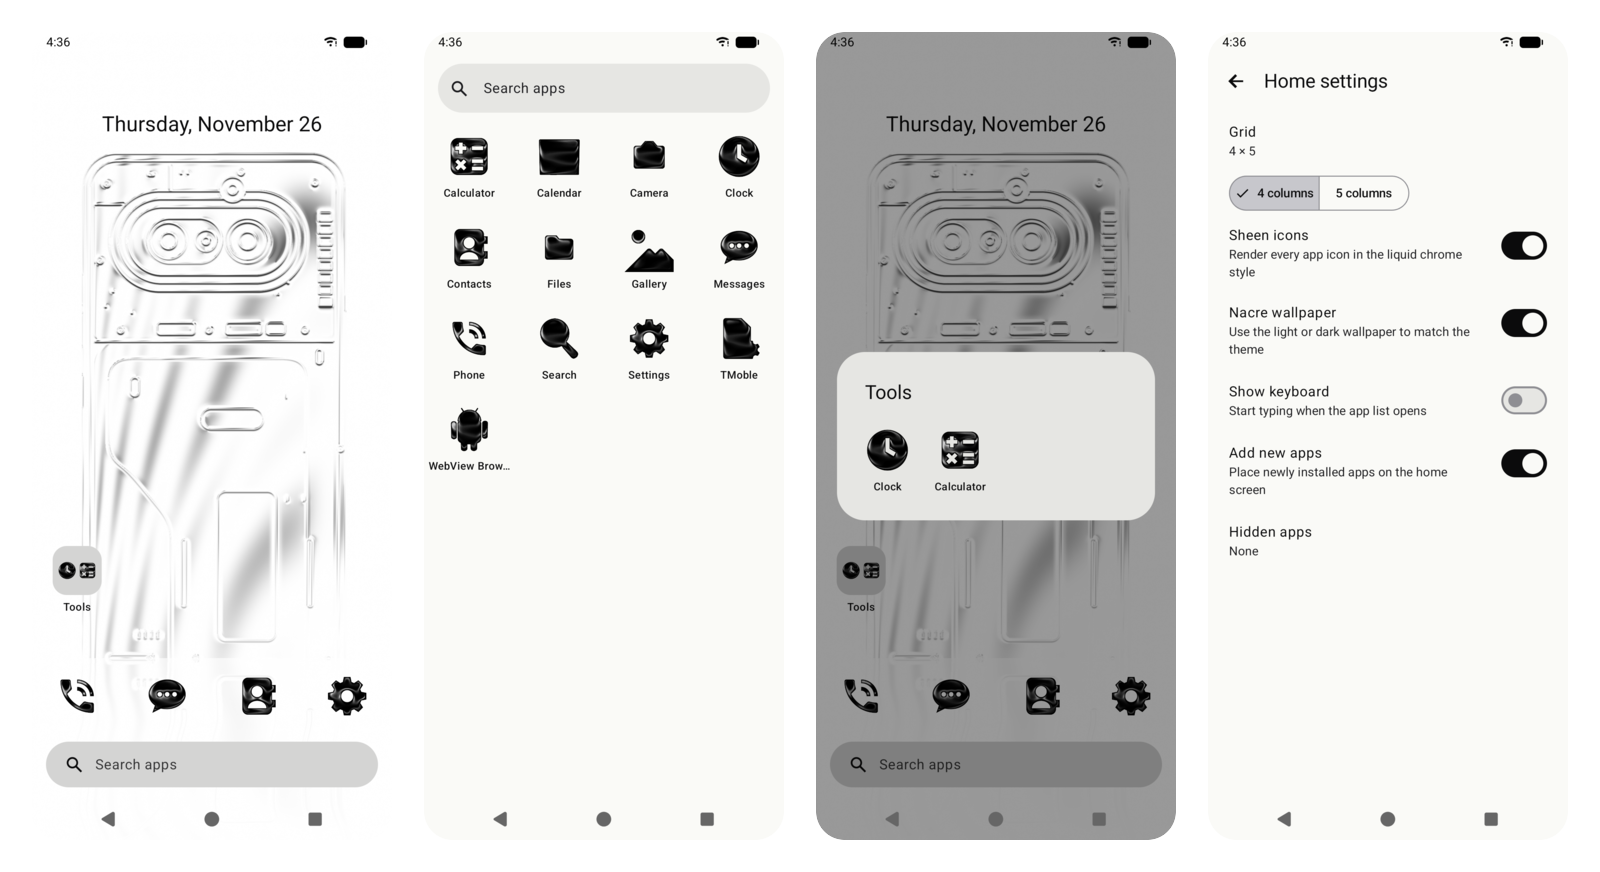 4:36
Thursday, November 26
Tools
Search apps
4:36
Search apps
Calculator
Calendar
Camera
Clock
Contacts
Files
Gallery
Messages
Phone
Search
Settings
TMoble
WebView Brow...
4:36
Thursday, November 26
Tools
Clock
Calculator
Tools
Search apps
4:36
Home settings
Grid
4 × 5
4 columns
5 columns
Sheen icons
Render every app icon in the liquid chrome
style
Nacre wallpaper
Use the light or dark wallpaper to match the
theme
Show keyboard
Start typing when the app list opens
Add new apps
Place newly installed apps on the home
screen
Hidden apps
None